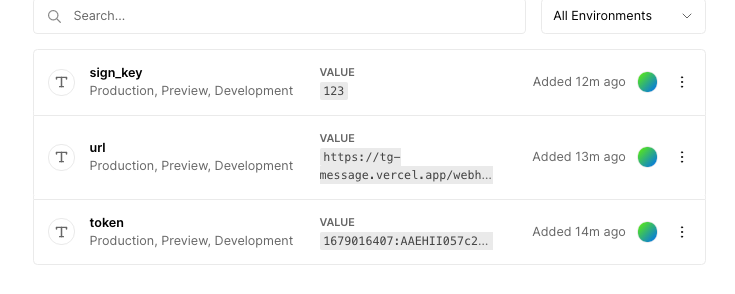 Search...
All Environments
T
sign_key
Production, Preview, Development
VALUE
123
Added 12m ago
T
url
Production, Preview, Development
VALUE
https://tg-
message.vercel.app/webh...
Added 13m ago
T
token
Production, Preview, Development
VALUE
1679016407:AAEHII057c2...
Added 14m ago